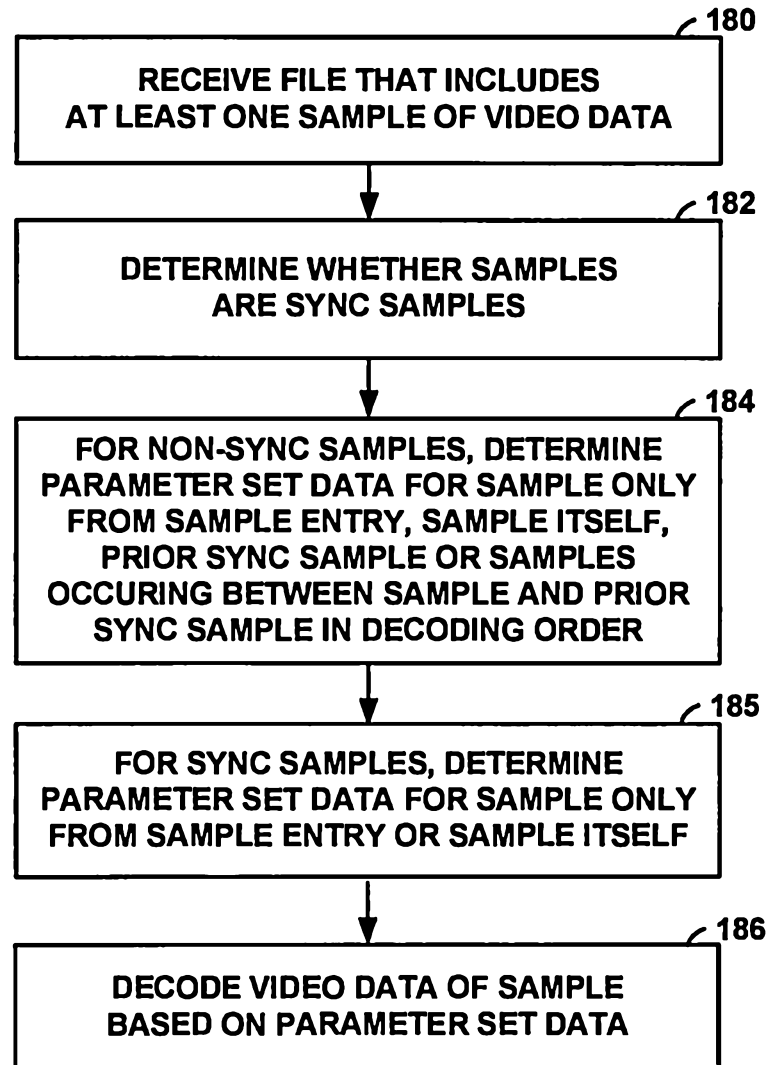 180
RECEIVE FILE THAT INCLUDES
AT LEAST ONE SAMPLE OF VIDEO DATA
182
DETERMINE WHETHER SAMPLES
ARE SYNC SAMPLES
184
FOR NON-SYNC SAMPLES, DETERMINE
PARAMETER SET DATA FOR SAMPLE ONLY
FROM SAMPLE ENTRY, SAMPLE ITSELF,
PRIOR SYNC SAMPLE OR SAMPLES
OCCURING BETWEEN SAMPLE AND PRIOR
SYNC SAMPLE IN DECODING ORDER
185
FOR SYNC SAMPLES, DETERMINE
PARAMETER SET DATA FOR SAMPLE ONLY
FROM SAMPLE ENTRY OR SAMPLE ITSELF
186
DECODE VIDEO DATA OF SAMPLE
BASED ON PARAMETER SET DATA